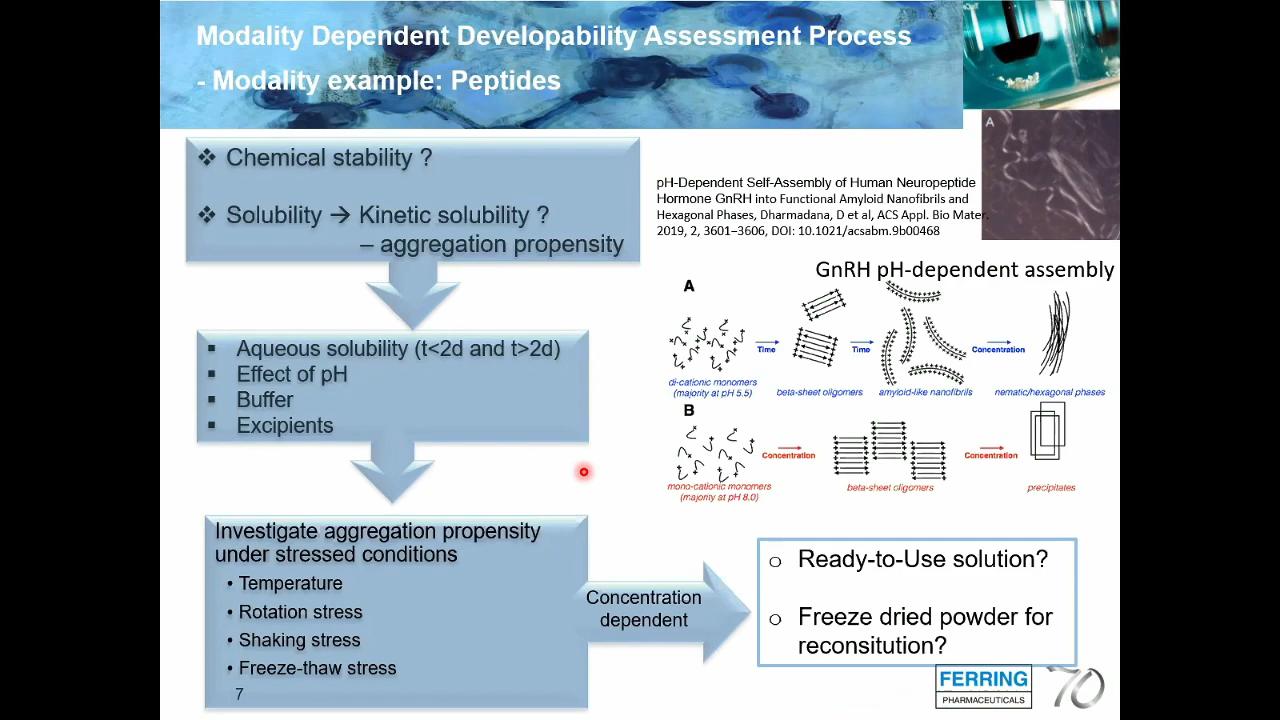 Modality Dependent Developability Assessment Process
- Modality example: Peptides
A
❖ Chemical stability ?
❖ Solubility → Kinetic solubility ?
– aggregation propensity
pH-Dependent Self-Assembly of Human Neuropeptide
Hormone GnRH into Functional Amyloid Nanofibrils and
Hexagonal Phases, Dharmadana, D et al, ACS Appl. Bio Mater.
2019, 2, 3601–3606, DOI: 10.1021/acsabm.9b00468
▪ Aqueous solubility (t<2d and t>2d)
▪ Effect of pH
▪ Buffer
▪ Excipients
GnRH pH-dependent assembly
A
Time
Time
Concentration
di-cationic monomers
(majority at pH 5.5)
beta-sheet oligomers
amyloid-like nanofibrils
nematic/hexagonal phases
B
Concentration
Concentration
mono-cationic monomers
(majority at pH 8.0)
beta-sheet oligomers
precipitates
Investigate aggregation propensity
under stressed conditions
• Temperature
• Rotation stress
• Shaking stress
• Freeze-thaw stress
Concentration
dependent
o Ready-to-Use solution?
o Freeze dried powder for
reconsitution?
7
FERRING
PHARMACEUTICALS
70